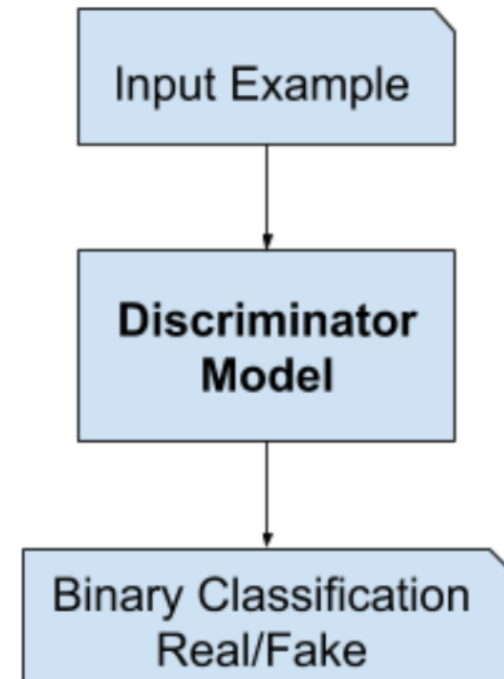 Input Example
Discriminator
Model
Binary Classification
Real/Fake